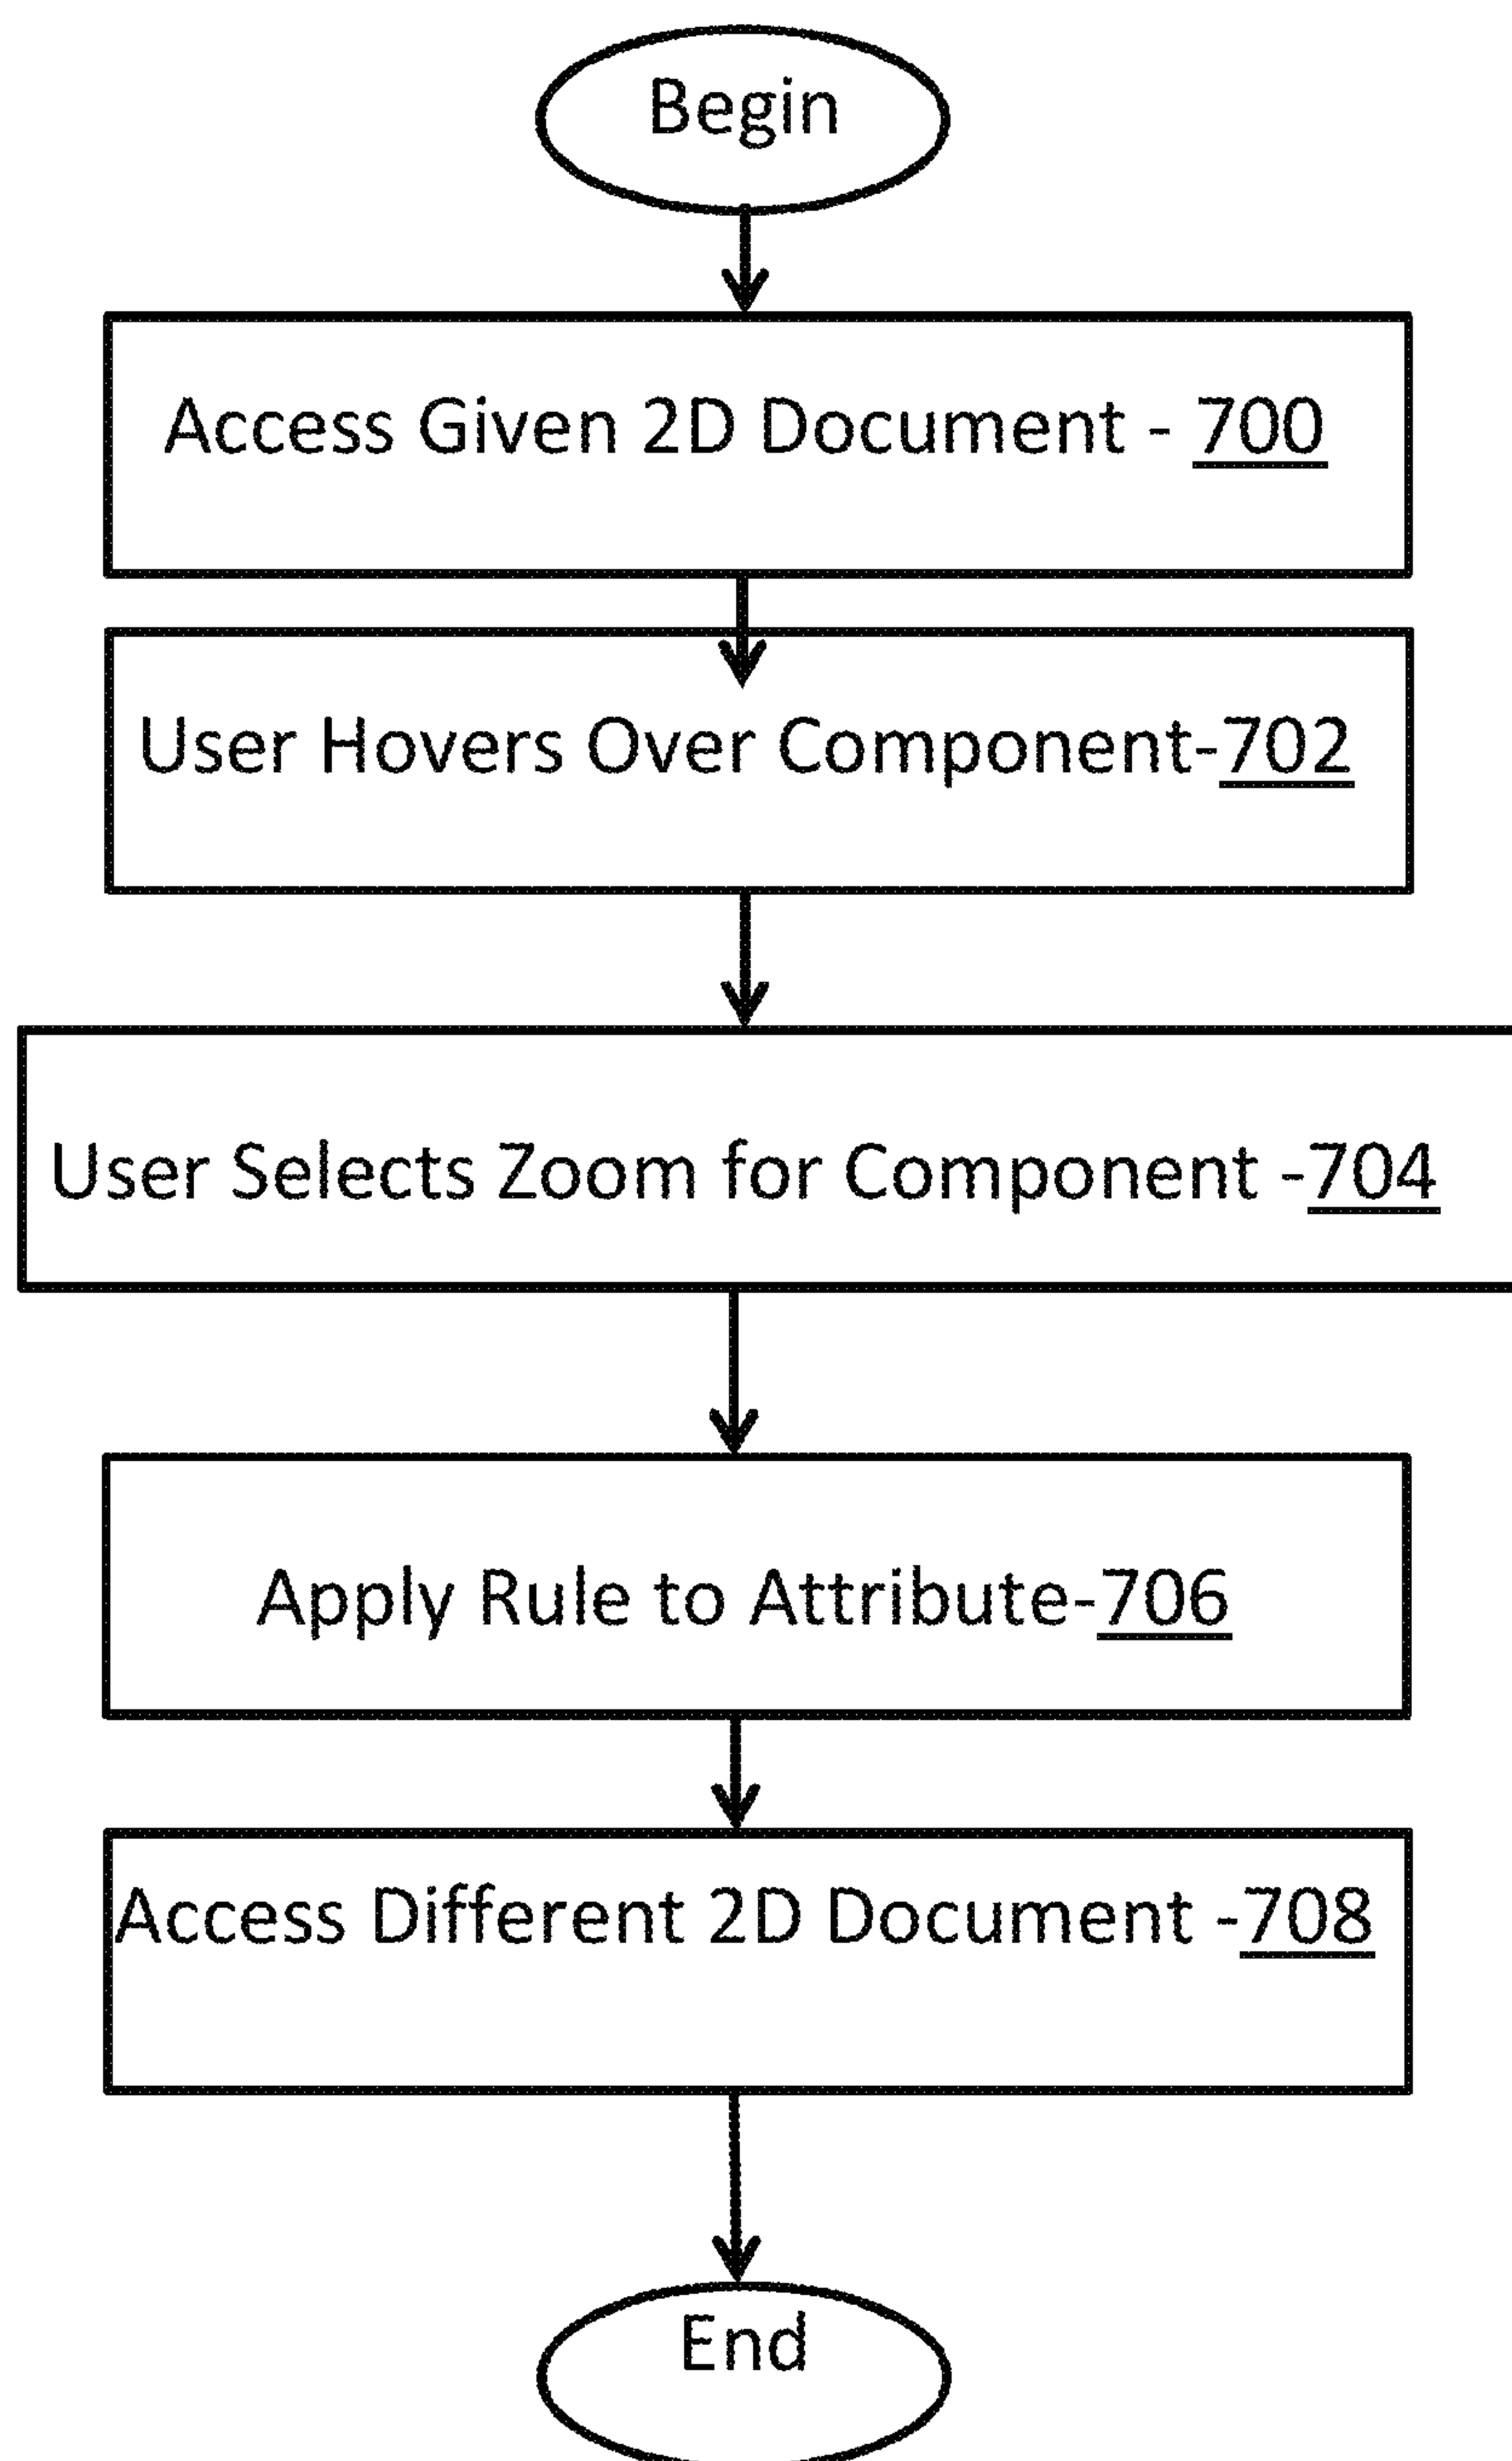 Begin
Access Given 2D Document - 700
User Hovers Over Component-702
User Selects Zoom for Component -704
Apply Rule to Attribute-706
Access Different 2D Document -708
End